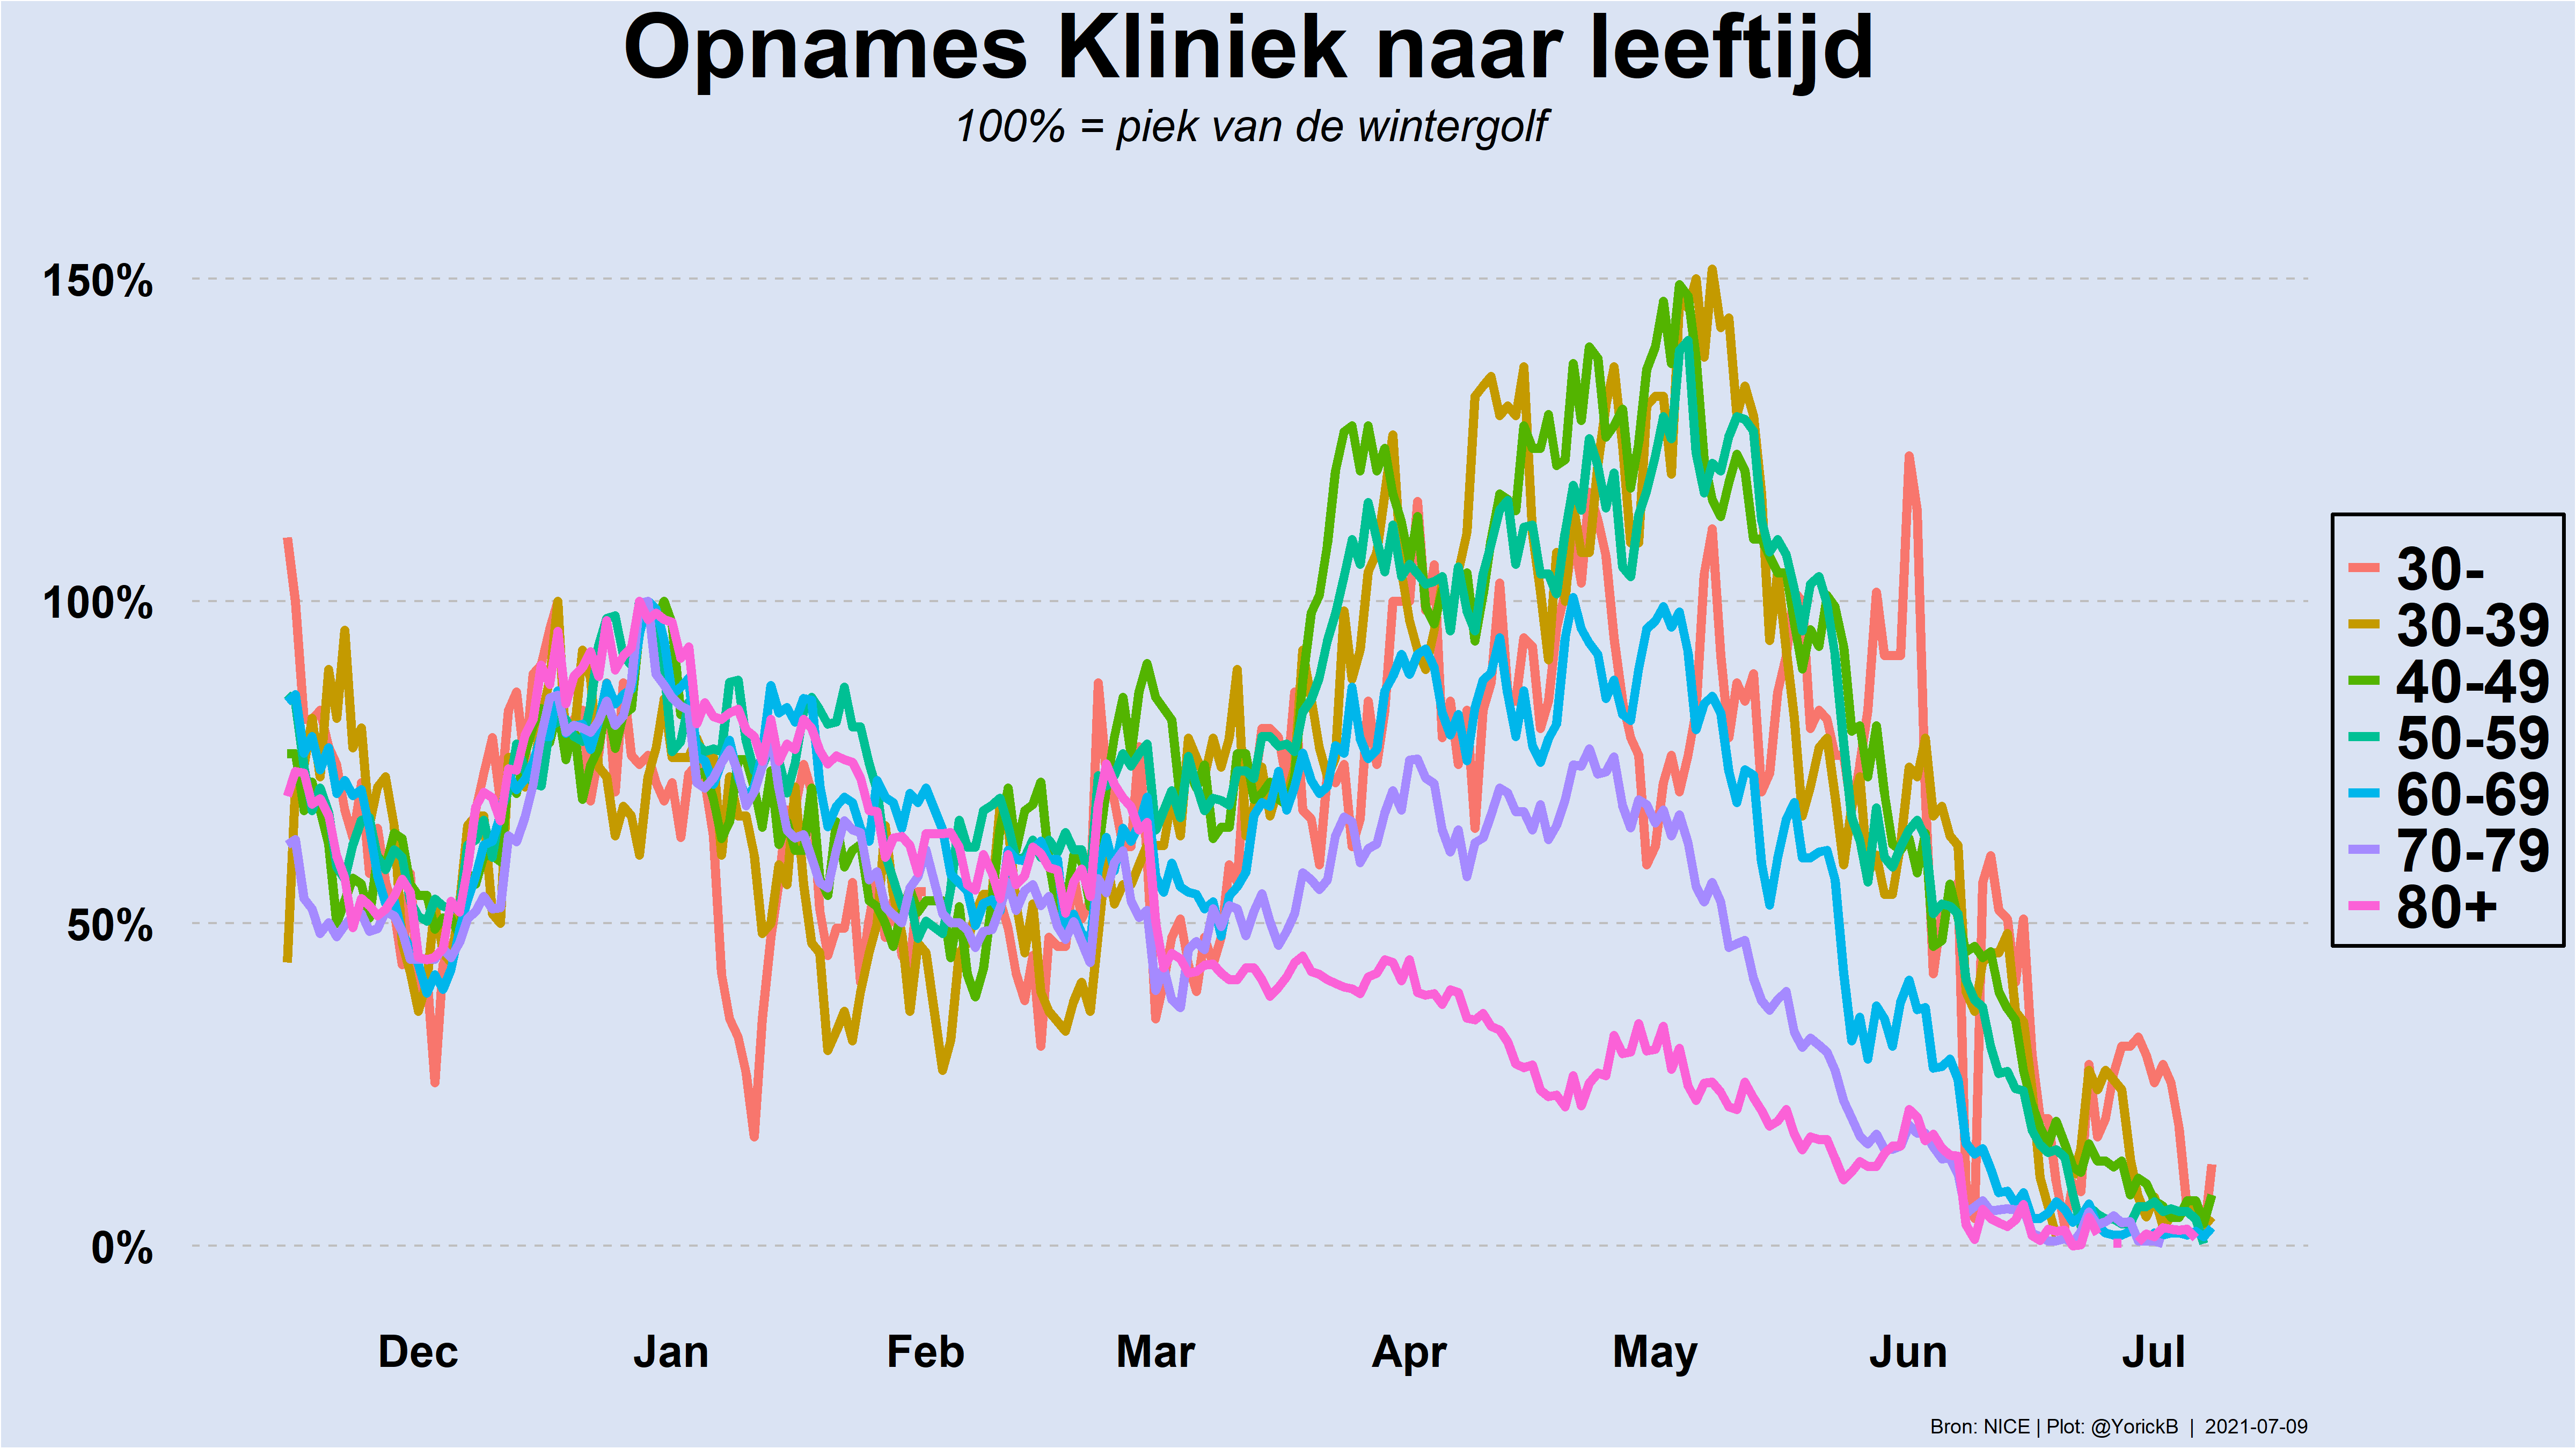 Opnames Kliniek naar leeftijd
100% = piek van de wintergolf
150%
100%
50%
0%
Dec Jan Feb Mar Apr May Jun Jul
30-
30-39
40-49
50-59
60-69
70-79
80+
Bron: NICE | Plot: @YorickB | 2021-07-09